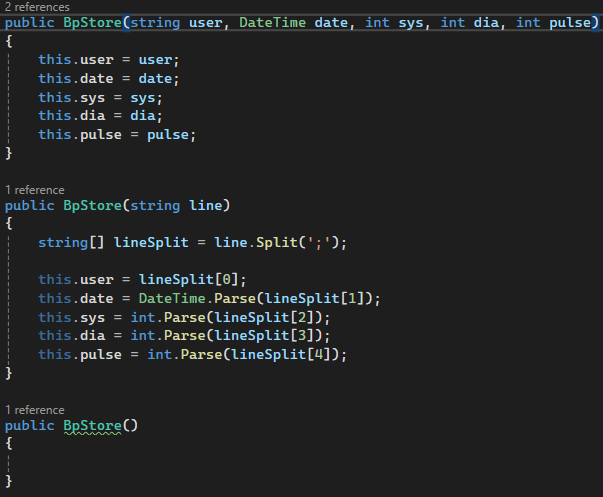 2 references
public BpStore(string user, DateTime date, int sys, int dia, int pulse)
{
this.user = user;
this.date = date;
this.sys = sys;
this.dia = dia;
this.pulse = pulse;
}
1 reference
public BpStore(string line)
{
string[] lineSplit = line.Split(';');
this.user = lineSplit[0];
this.date = DateTime.Parse(lineSplit[1]);
this.sys = int.Parse(lineSplit[2]);
this.dia = int.Parse(lineSplit[3]);
this.pulse = int.Parse(lineSplit[4]);
}
1 reference
public BpStore()
{
}